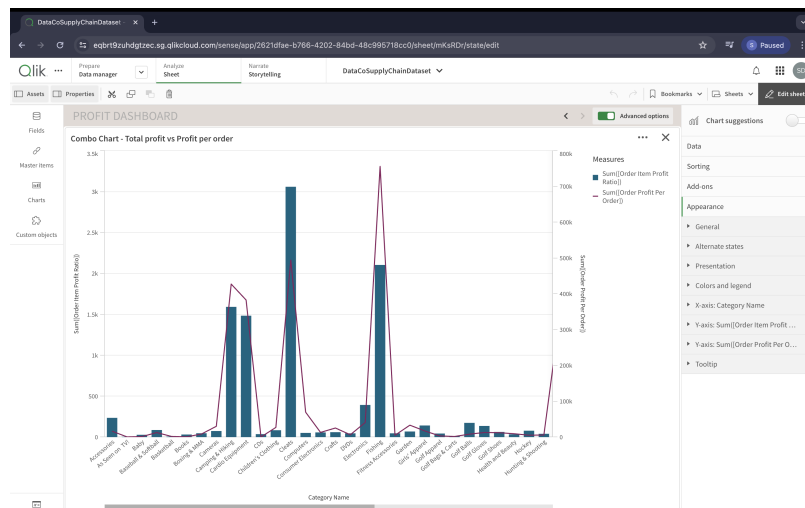 DataCoSupplyChainDataset -
eqbrt9zuhdgtzec.sg.qlikcloud.com/sense/app/2621dfae-b766-4202-84bd-48c995718cc0/sheet/mKsRDr/state/edit
S Paused
Qlik
Prepare
Data manager
Analyze
Sheet
Narrate
Storytelling
DataCoSupplyChainDataset
Assets
Properties
Bookmarks
Sheets
Edit sheet
Fields
Master items
Charts
Custom objects
PROFIT DASHBOARD
Advanced options
Combo Chart - Total profit vs Profit per order
3.5k
3k
2.5k
2k
1.5k
1k
500
0
Sum([Order Item Profit Ratio])
800k
700k
600k
500k
400k
300k
200k
100k
0
Sum([Order Profit Per Order])
Accessories
As Seen on TV!
Baby
Baseball & Softball
Basketball
Books
Boxing & MMA
Cameras
Camping & Hiking
Cardio Equipment
CDs
Children's Clothing
Cleats
Computers
Consumer Electronics
Crafts
DVDs
Electronics
Fishing
Fitness Accessories
Garden
Girls' Apparel
Golf Apparel
Golf Bags & Carts
Golf Balls
Golf Gloves
Golf Shoes
Health and Beauty
Hockey
Hunting & Shooting
Category Name
Measures
Sum([Order Item Profit
Ratio])
Sum([Order Profit Per
Order])
Chart suggestions
Data
Sorting
Add-ons
Appearance
General
Alternate states
Presentation
Colors and legend
X-axis: Category Name
Y-axis: Sum([Order Item Profit ...
Y-axis: Sum([Order Profit Per O...
Tooltip